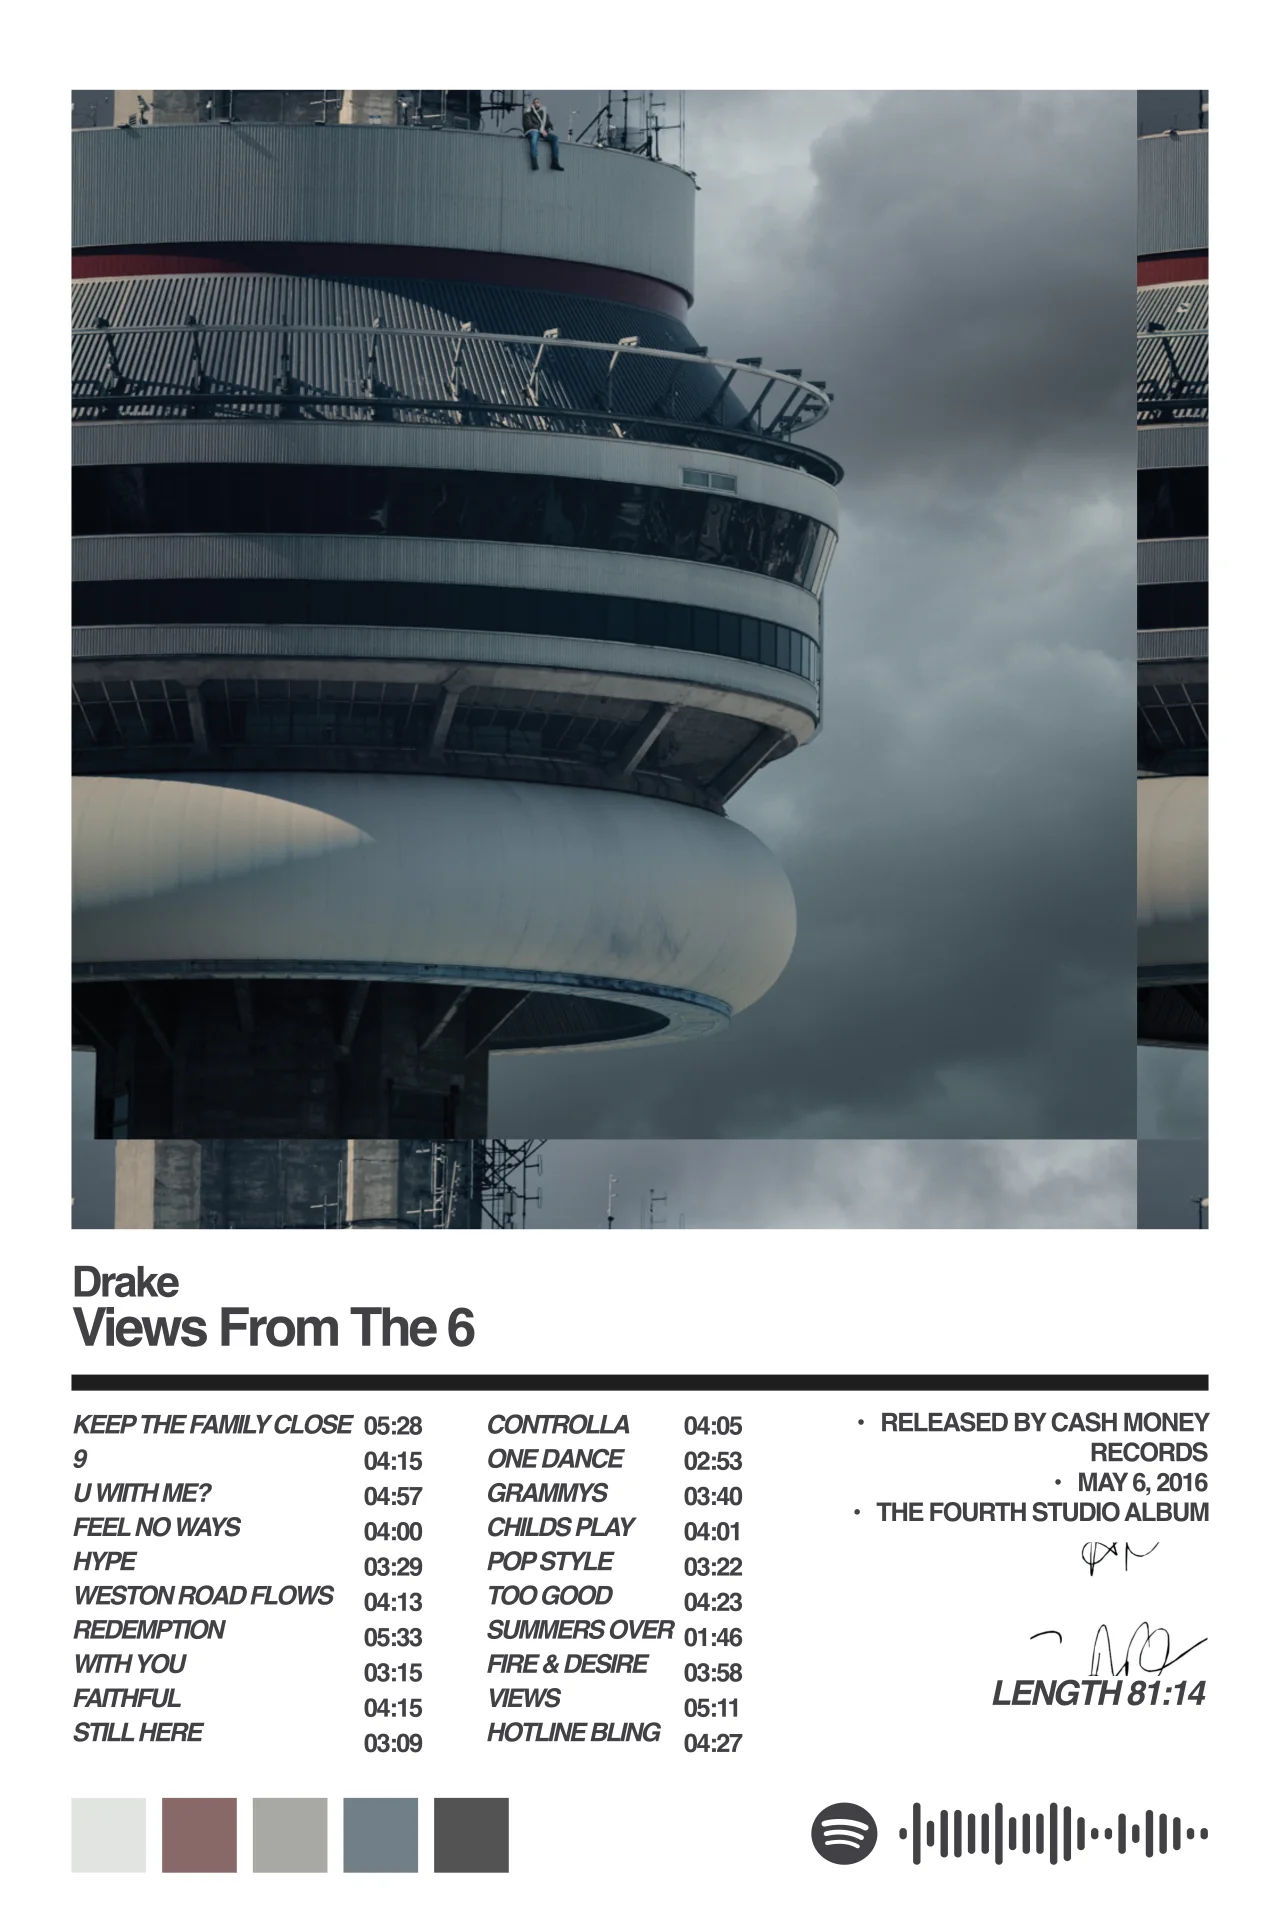 Drake
Views From The 6
KEEP THE FAMILY CLOSE 05:28
9 04:15
U WIITH ME? 04:57
FEEL NO WAYS 04:00
HYPE 03:29
WESTON ROAD FLOWS 04:13
REDEMPTION 05:33
WITH YOU 03:15
FAITHFUL 04:15
STILL HERE 03:09
CONTROLLA 04:05
ONE DANCE 02:53
GRAMMYS 03:40
CHILDS PLAY 04:01
POP STYLE 03:22
TOO GOOD 04:23
SUMMERS OVER 01:46
FIRE & DESIRE 03:58
VIEWS 05:11
HOTLINE BLING 04:27
• RELEASED BY CASH MONEY
RECORDS
• MAY 6, 2016
• THE FOURTH STUDIO ALBUM
LENGTH 81:14